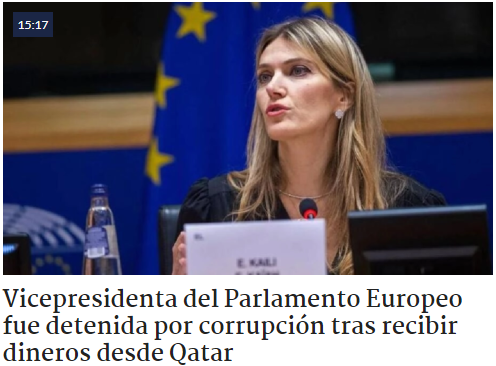 15:17
E. KAILI
Vicepresidenta del Parlamento Europeo
fue detenida por corrupción tras recibir
dineros desde Qatar